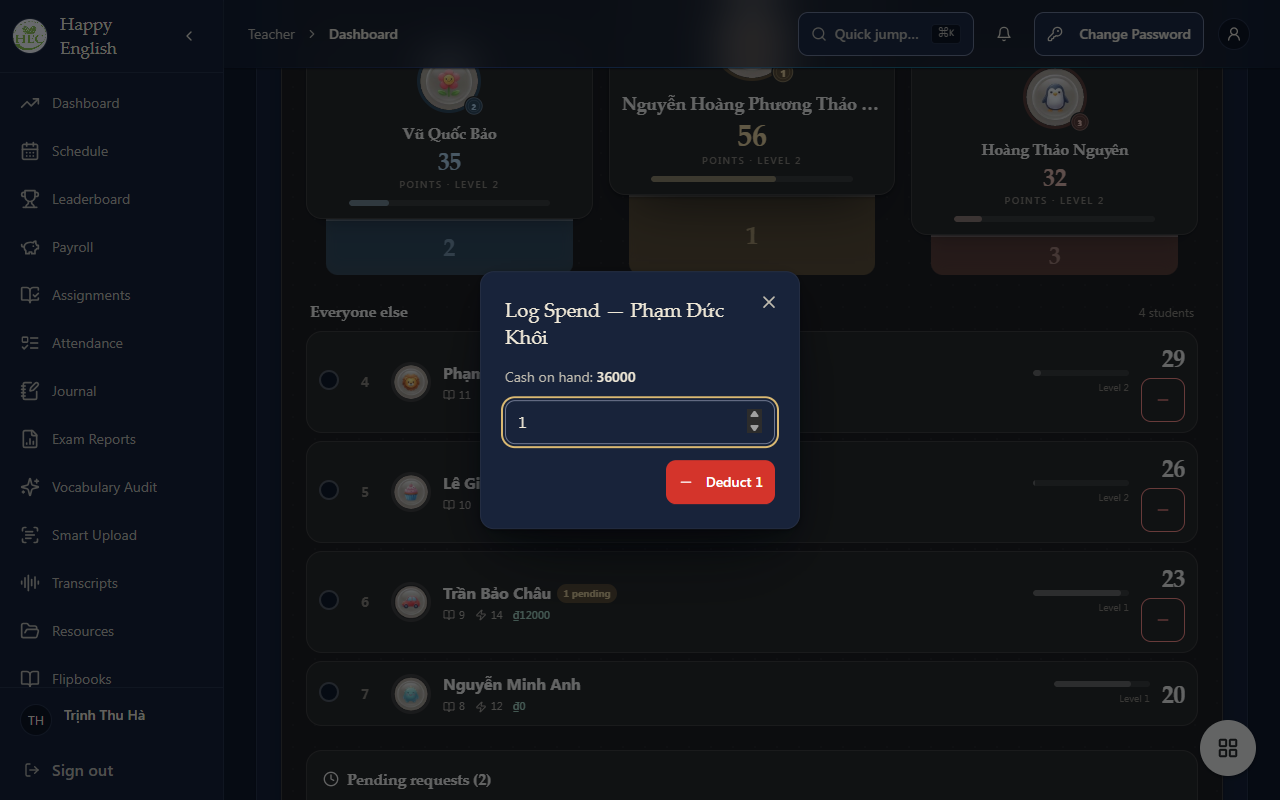 Happy
English
Teacher
Dashboard
Quick jump...
⌘K
Change Password
Dashboard
Schedule
Leaderboard
Payroll
Assignments
Attendance
Journal
Exam Reports
Vocabulary Audit
Smart Upload
Transcripts
Resources
Flipbooks
TH
Trịnh Thu Hà
Sign out
2
Vũ Quốc Bảo
35
POINTS · LEVEL 2
2
1
Nguyễn Hoàng Phương Thảo ...
56
POINTS · LEVEL 2
1
3
Hoàng Thảo Nguyên
32
POINTS · LEVEL 2
3
Everyone else
4 students
Log Spend — Phạm Đức
Khôi
Cash on hand: 36000
1
Deduct 1
4
11
29
Level 2
5
Lê
10
26
Level 2
6
Trần Bảo Châu 1 pending
9 14 ₫12000
23
Level 1
7
Nguyễn Minh Anh
8 12 ₫0
Level 1 20
Pending requests (2)